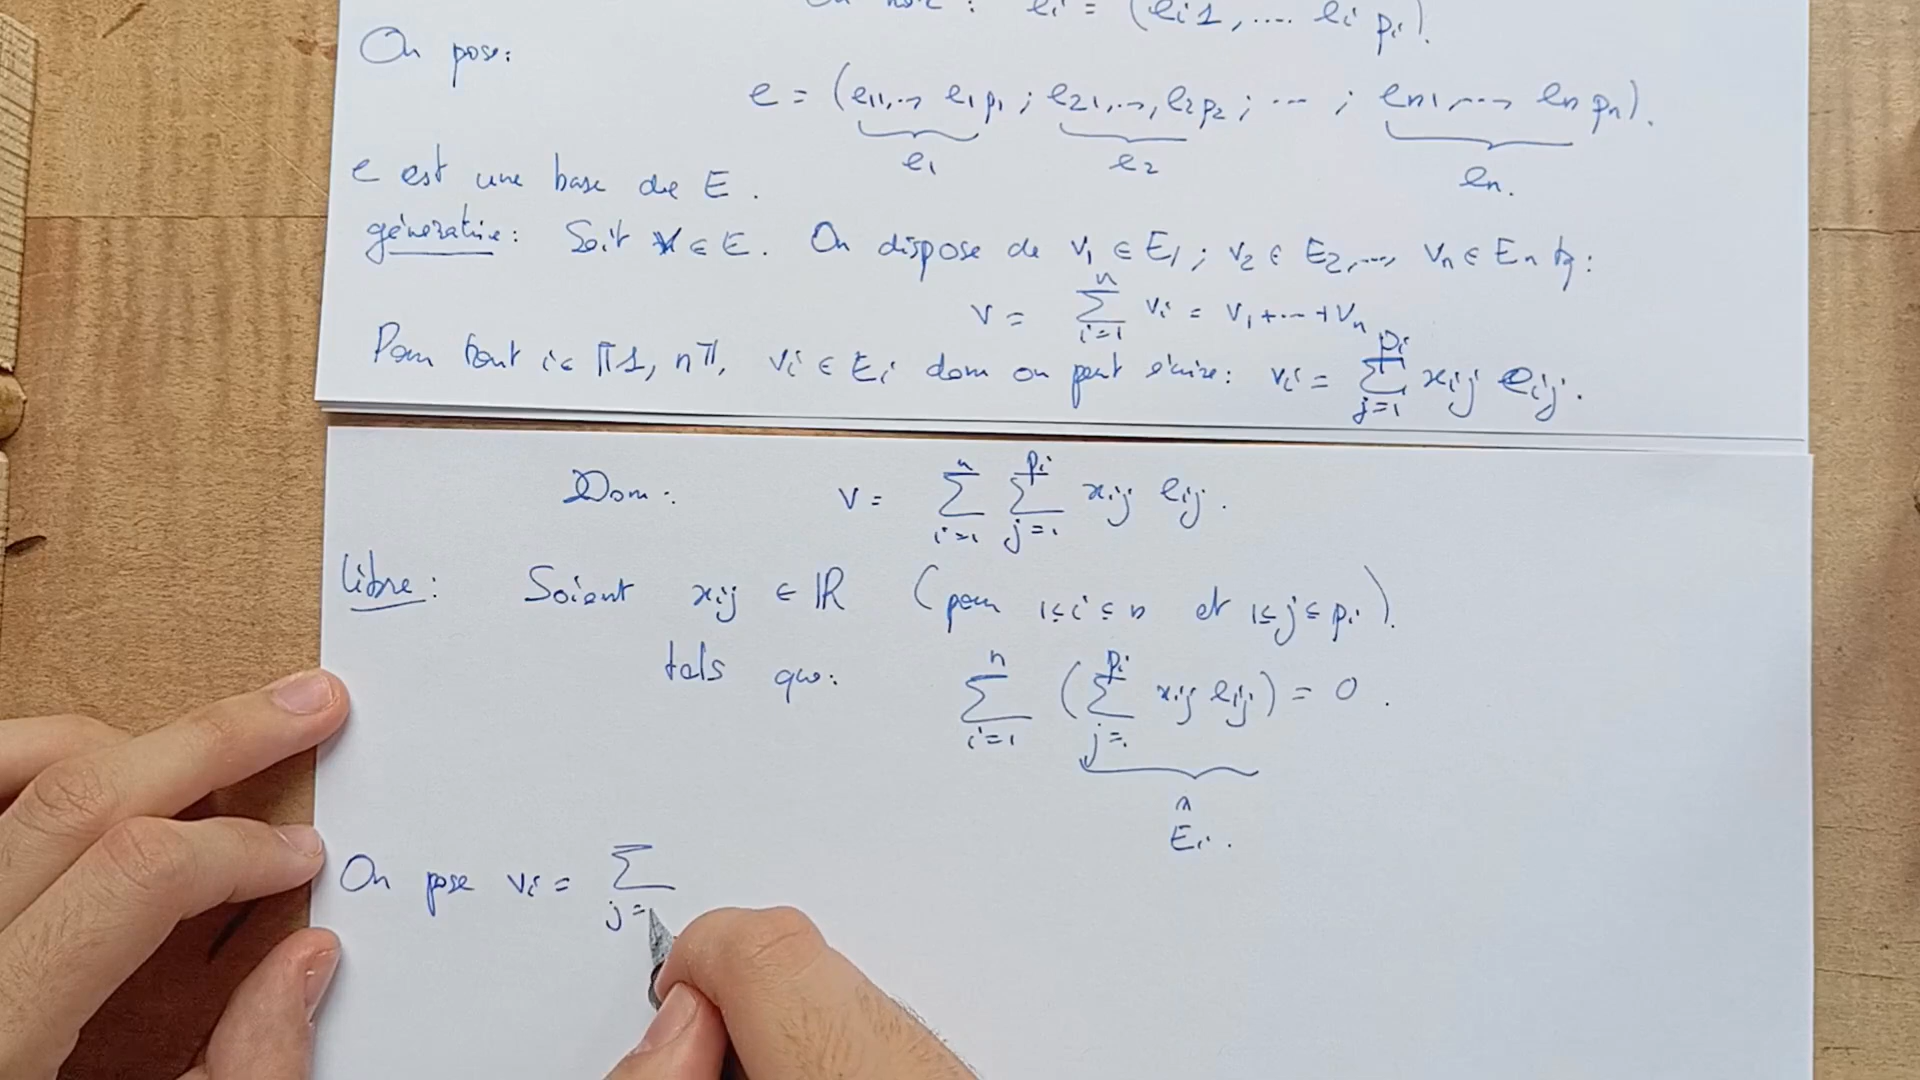 On note : ei = (ei1, .... ei pi).
On pose:
e = (e11,.., e1p1 ; e21,..., e2p2 ; ... ; en1,..., en pn).
e1 e2 en.
e est une base de E.
génératrice : Soit v ∈ E. On dispose de v1 ∈ E1 ; v2 ∈ E2,..., vn ∈ En tq :
v = ∑_{i=1}^{n} vi = v1 + ... + vn
Pour tout i ∈ ⟦1, n⟧, vi ∈ Ei donc on peut écrire : vi = ∑_{j=1}^{pi} xij eij.
Donc : v = ∑_{i=1}^{n} ∑_{j=1}^{pi} xij eij.
Libre : Soient xij ∈ ℝ (pour 1≤i≤n et 1≤j≤pi).
tels que : ∑_{i=1}^{n} (∑_{j=1}^{pi} xij eij) = 0.
Ei.
On pose vi = ∑_{j=